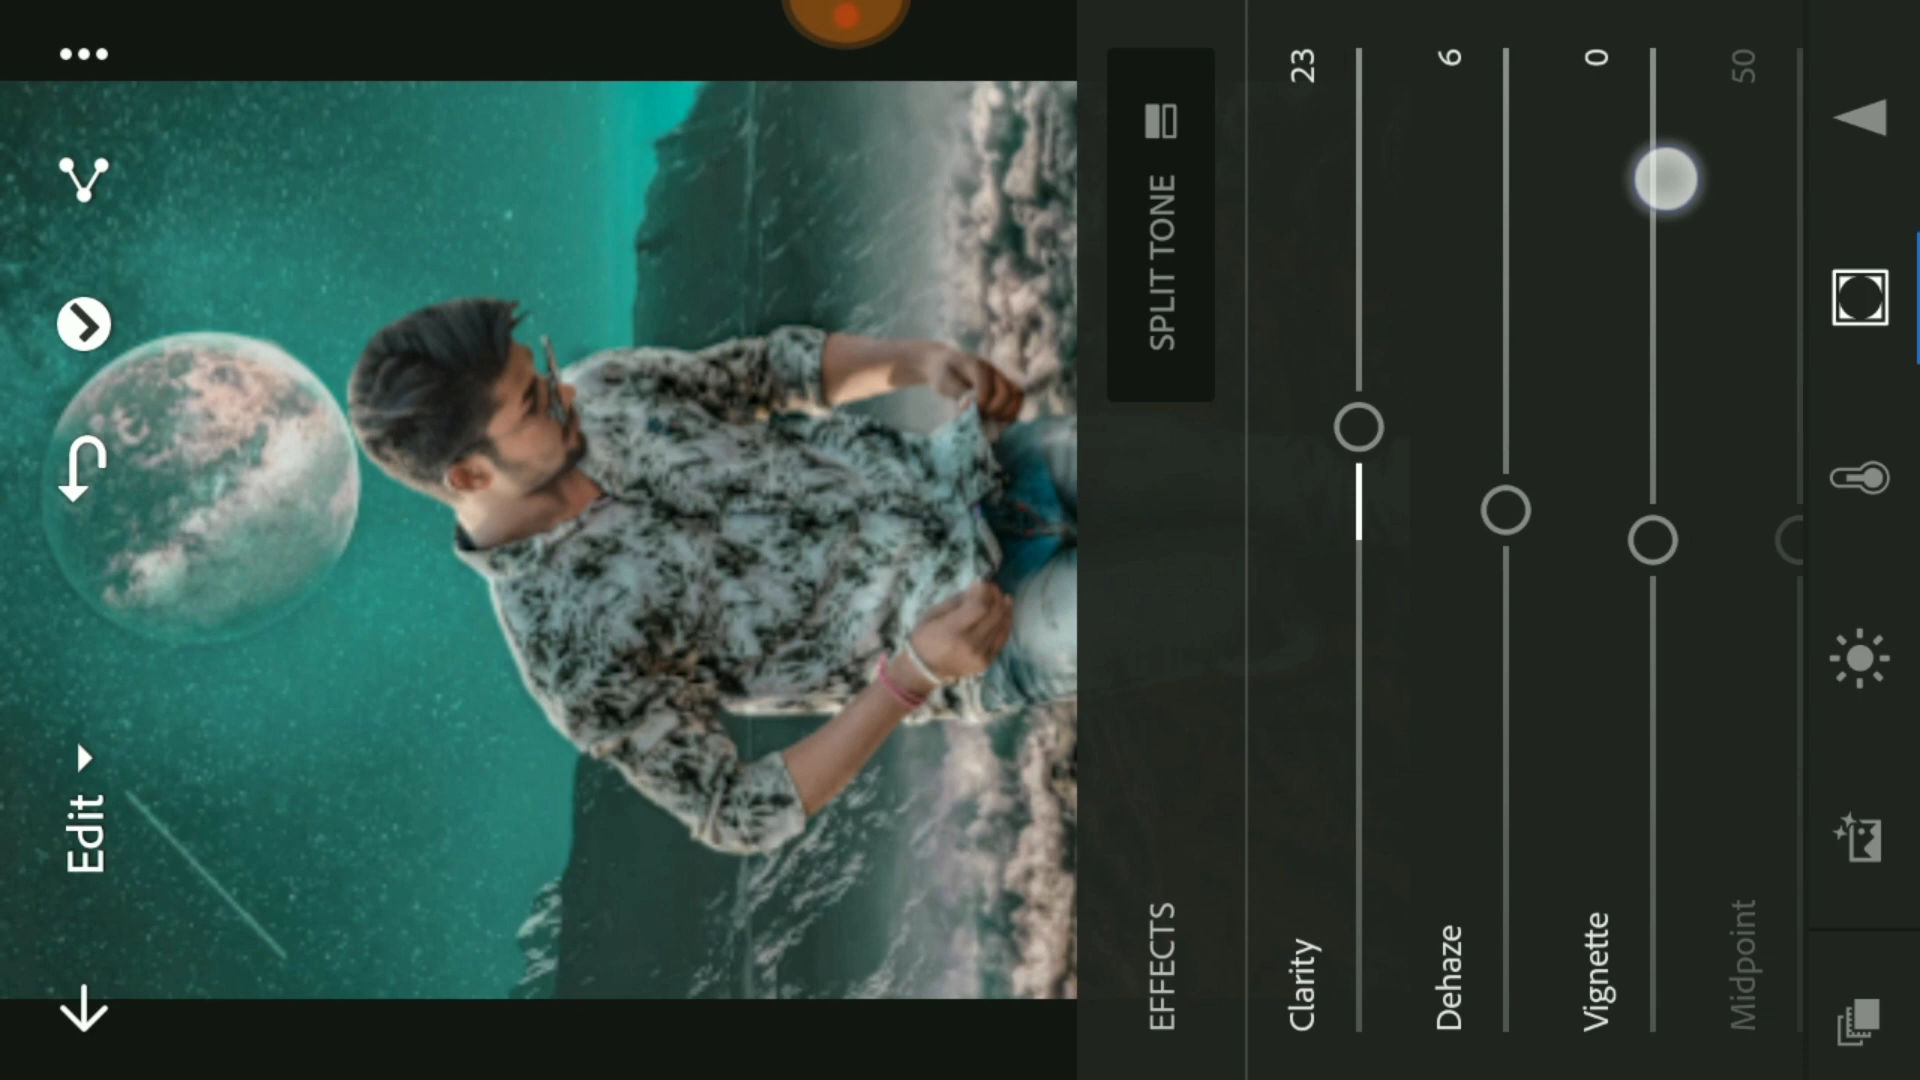 Edit
EFFECTS
SPLIT TONE
Clarity
23
Dehaze
6
Vignette
0
Midpoint
50